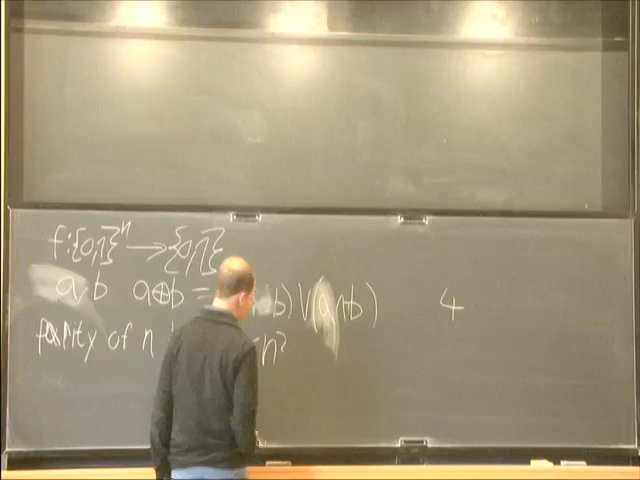 f:{0,1}ⁿ → {0,1}
a b a⊕b = b) V(a∧b) 4
parity of n n²